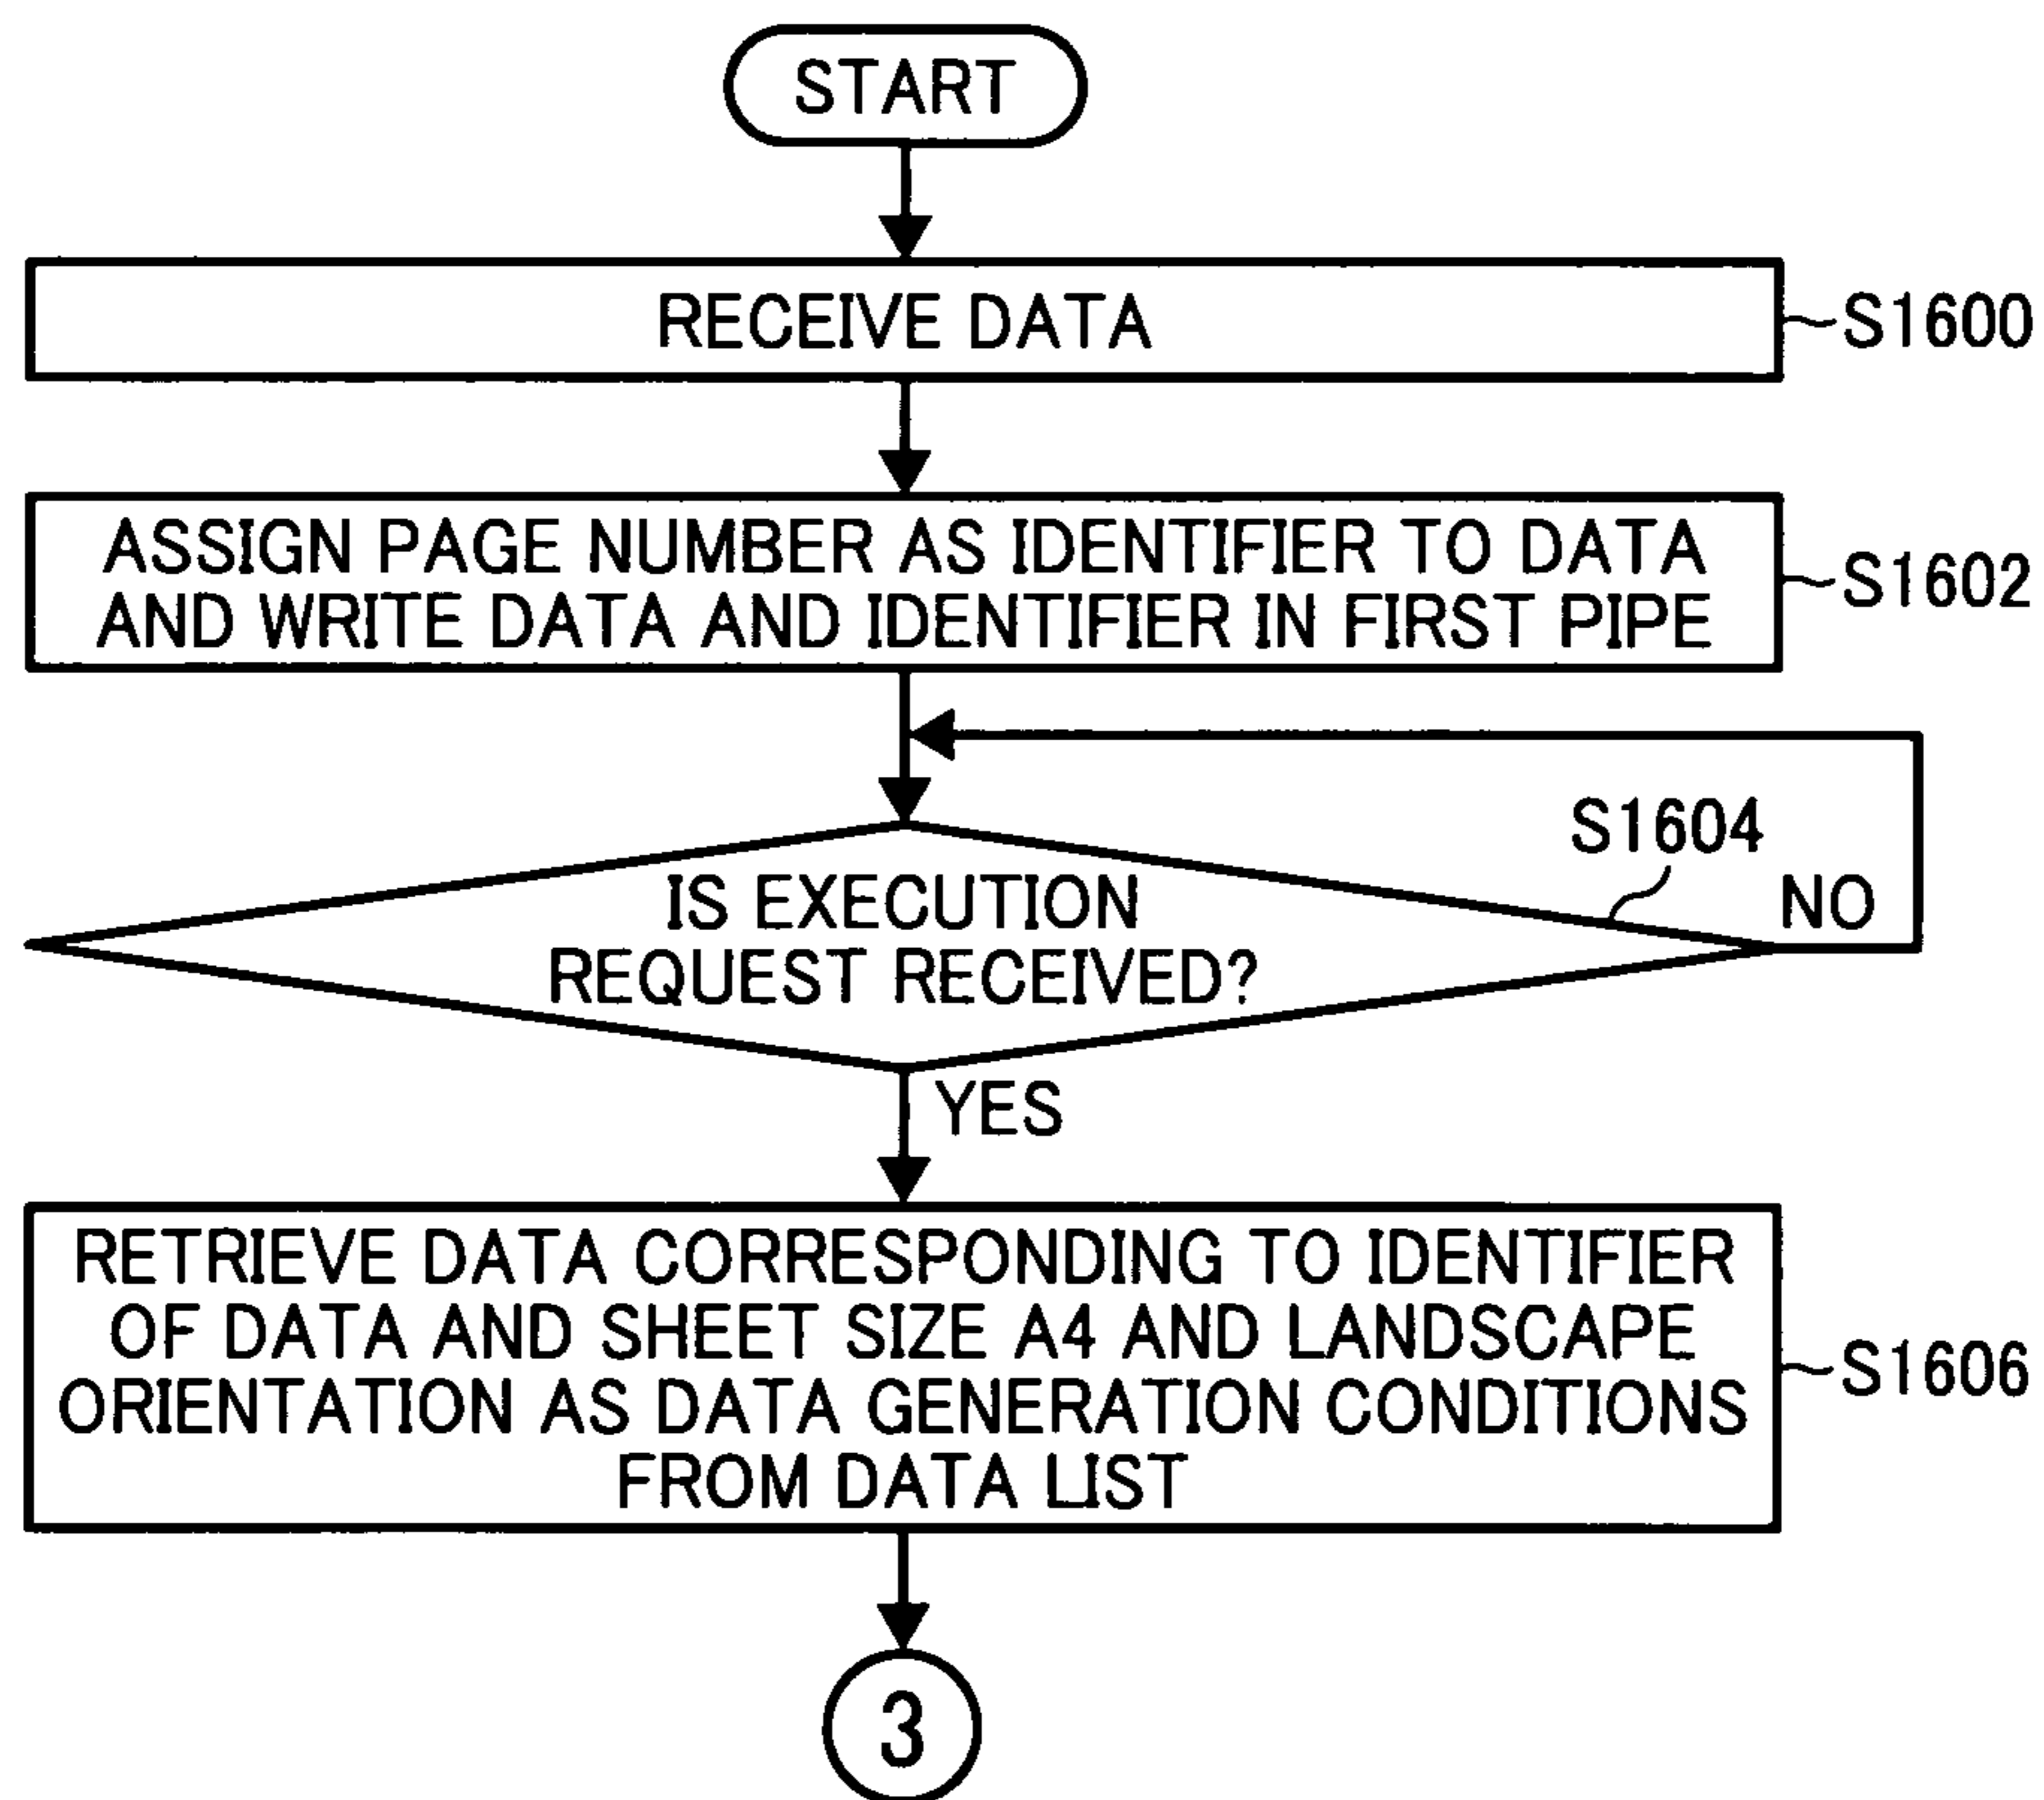 START
RECEIVE DATA
S1600
ASSIGN PAGE NUMBER AS IDENTIFIER TO DATA
AND WRITE DATA AND IDENTIFIER IN FIRST PIPE
S1602
S1604
IS EXECUTION
REQUEST RECEIVED?
NO
YES
RETRIEVE DATA CORRESPONDING TO IDENTIFIER
OF DATA AND SHEET SIZE A4 AND LANDSCAPE
ORIENTATION AS DATA GENERATION CONDITIONS
FROM DATA LIST
S1606
3